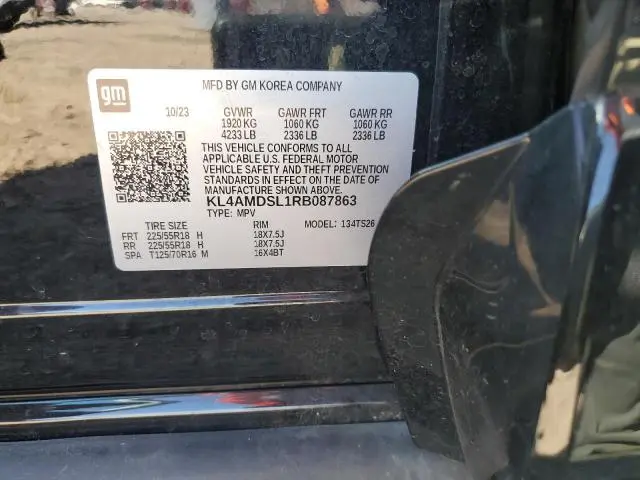 gm
MFD BY GM KOREA COMPANY
10/23 GVWR GAWR FRT GAWR RR
1920 KG 1060 KG 1060 KG
4233 LB 2336 LB 2336 LB
THIS VEHICLE CONFORMS TO ALL
APPLICABLE U.S. FEDERAL MOTOR
VEHICLE SAFETY AND THEFT PREVENTION
STANDARDS IN EFFECT ON THE DATE OF
MANUFACTURE SHOWN ABOVE.
KL4AMDSL1RB087863
TYPE: MPV MODEL: 134TS26
TIRE SIZE RIM
FRT 225/55R18 H 18X7.5J
RR 225/55R18 H 18X7.5J
SPA T125/70R16 M 16X4BT